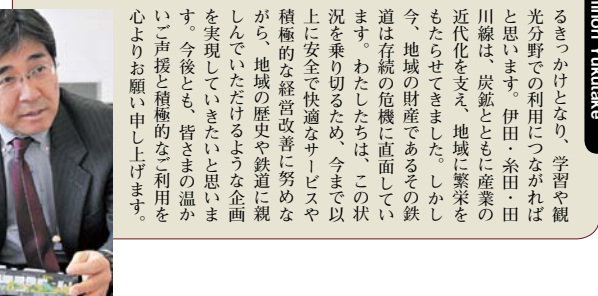 るきっかけとなり、学習や観
光分野での利用につながれば
と思います。伊田・糸田・田
川線は、炭鉱とともに産業の
近代化を支え、地域に繁栄を
もたらせてきました。しかし
今、地域の財産であるその鉄
道は存続の危機に直面してい
ます。わたしたちは、この状
況を乗り切るため、今まで以
上に安全で快適なサービスや
積極的な経営改善に努めな
がら、地域の歴史や鉄道に親
しんでいただけるような企画
を実現していきたいと思いま
す。今後とも、皆さまの温か
いご声援と積極的なご利用を
心よりお願い申し上げます。
Yukitake